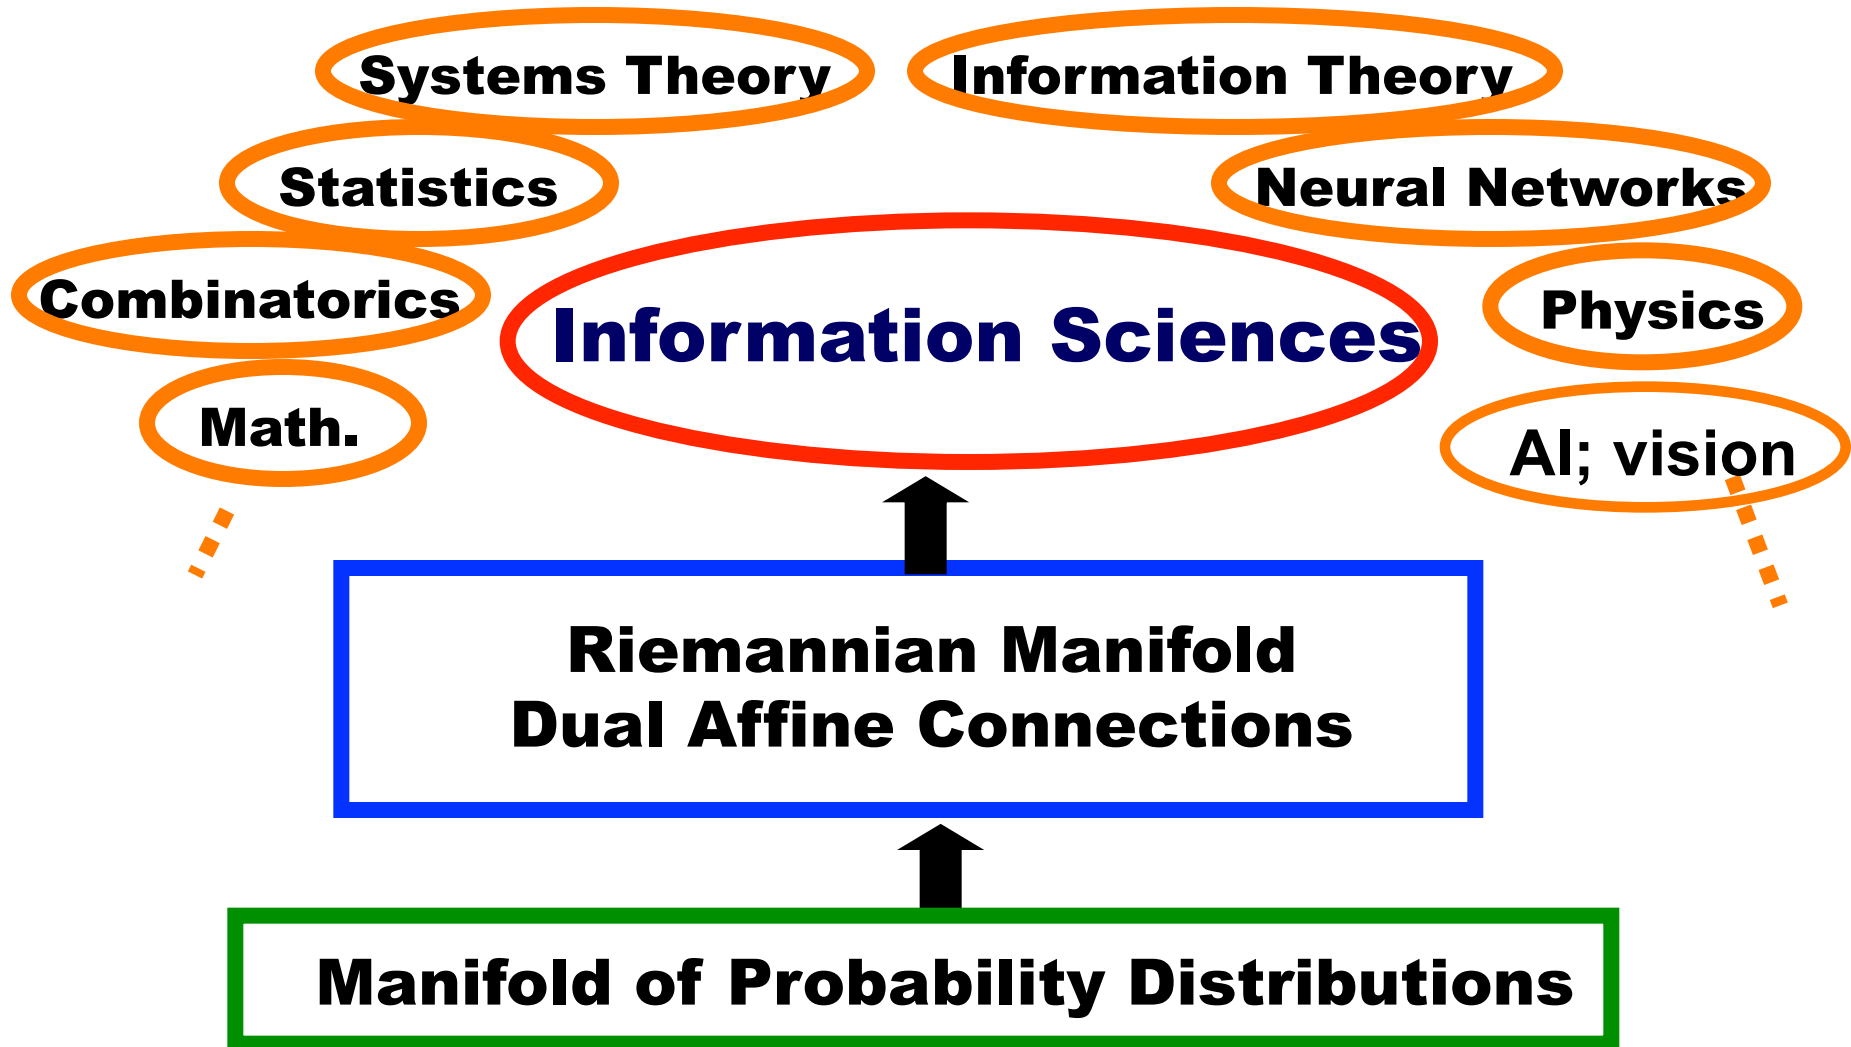 Systems Theory
Information Theory
Statistics
Neural Networks
Combinatorics
Physics
Information Sciences
Math.
AI; vision
Riemannian Manifold
Dual Affine Connections
Manifold of Probability Distributions